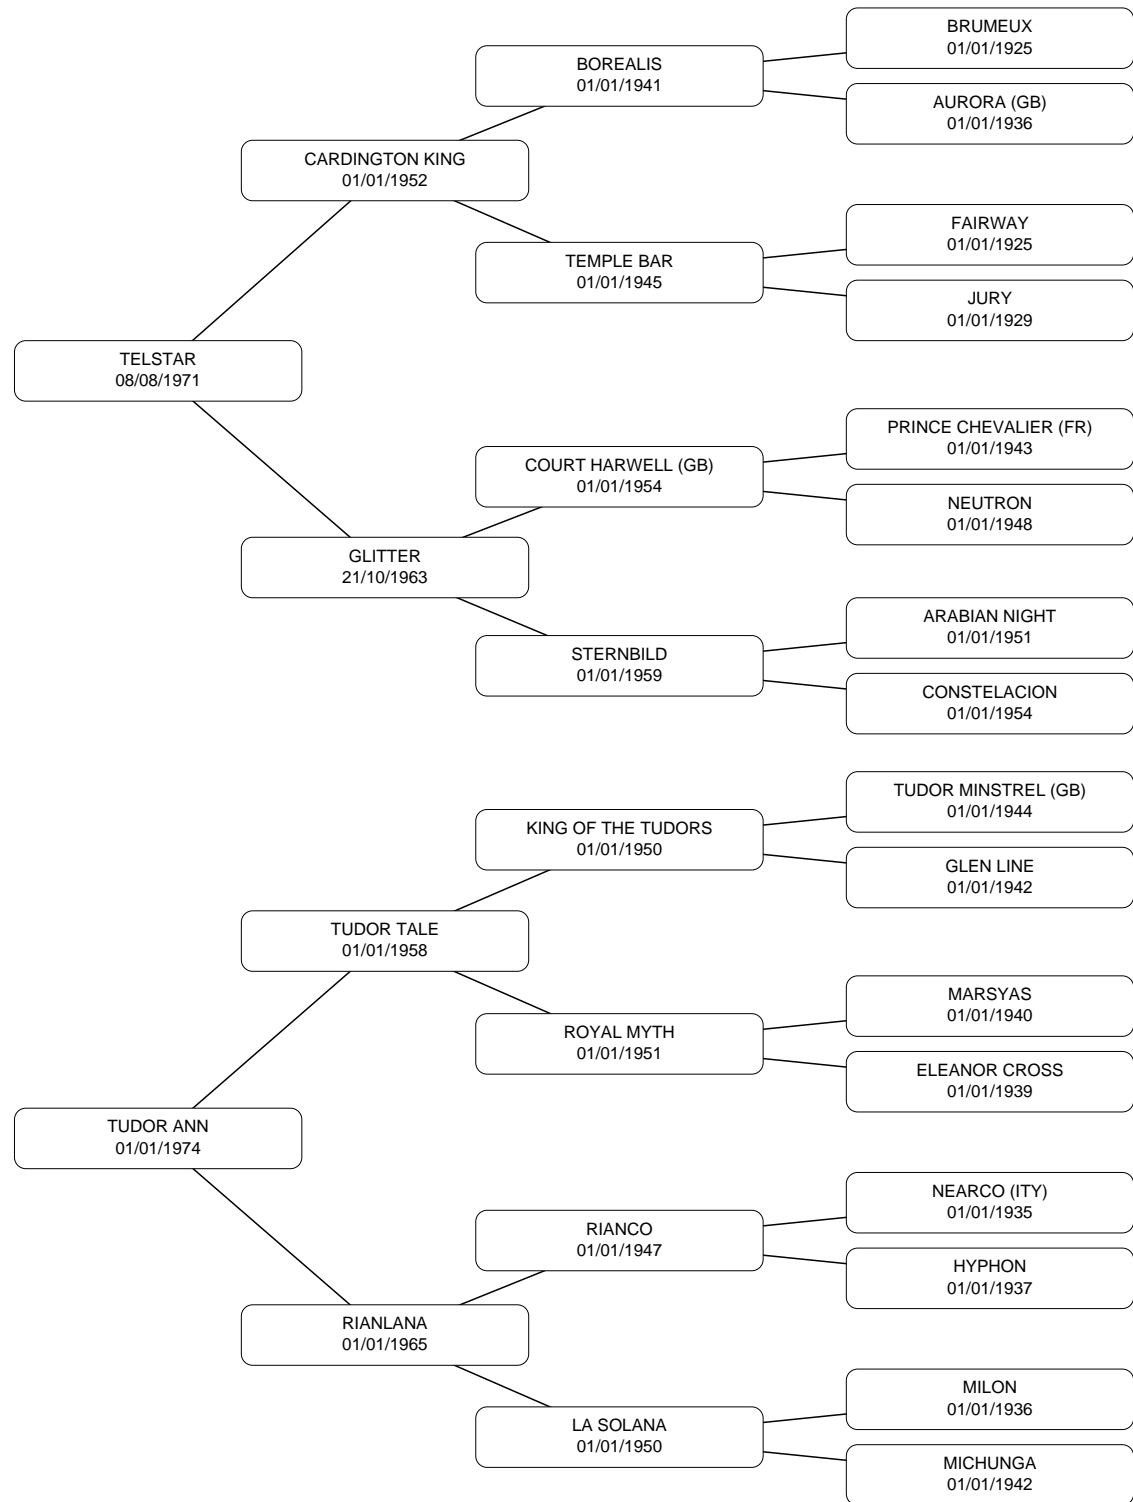 BRUMEUX
01/01/1925
BOREALIS
01/01/1941
AURORA (GB)
01/01/1936
CARDINGTON KING
01/01/1952
FAIRWAY
01/01/1925
TEMPLE BAR
01/01/1945
JURY
01/01/1929
TELSTAR
08/08/1971
PRINCE CHEVALIER (FR)
01/01/1943
COURT HARWELL (GB)
01/01/1954
NEUTRON
01/01/1948
GLITTER
21/10/1963
ARABIAN NIGHT
01/01/1951
STERNBILD
01/01/1959
CONSTELACION
01/01/1954
TUDOR MINSTREL (GB)
01/01/1944
KING OF THE TUDORS
01/01/1950
GLEN LINE
01/01/1942
TUDOR TALE
01/01/1958
MARSYAS
01/01/1940
ROYAL MYTH
01/01/1951
ELEANOR CROSS
01/01/1939
TUDOR ANN
01/01/1974
NEARCO (ITY)
01/01/1935
RIANCO
01/01/1947
HYPHON
01/01/1937
RIANLANA
01/01/1965
MILON
01/01/1936
LA SOLANA
01/01/1950
MICHUNGA
01/01/1942